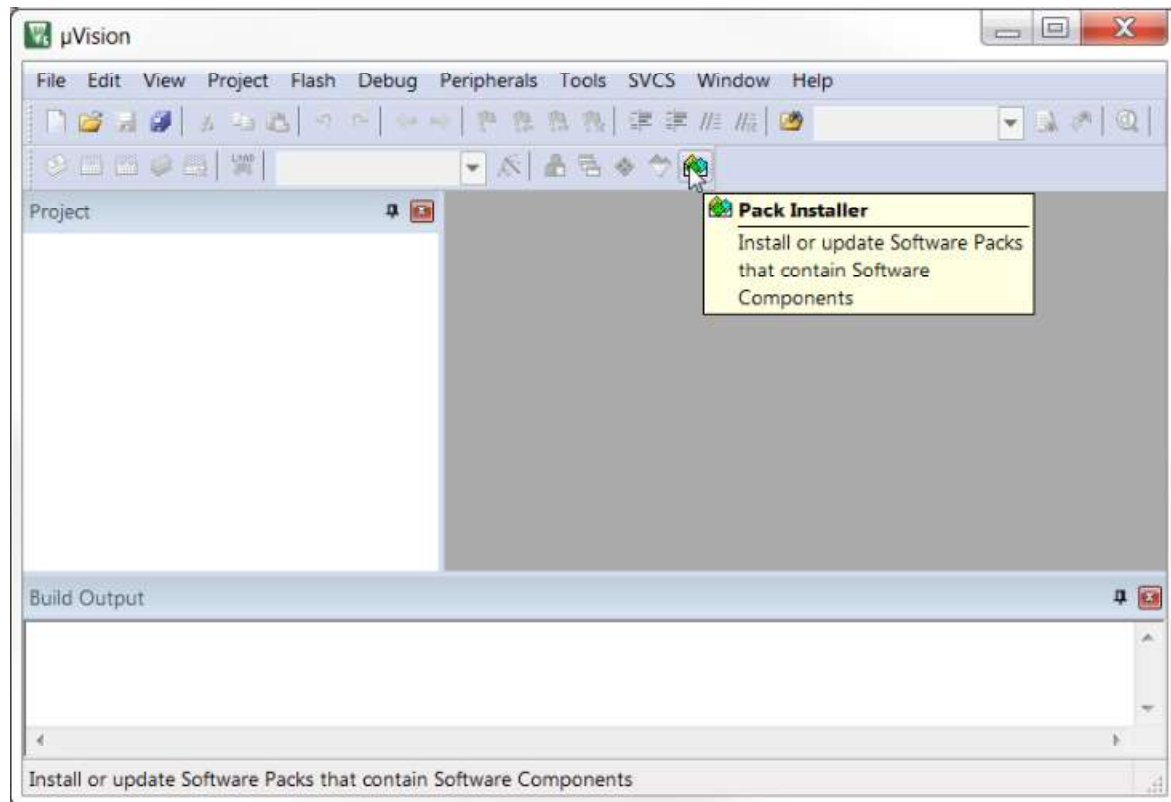 µVision
File Edit View Project Flash Debug Peripherals Tools SVCS Window Help
LOAD
Project
Pack Installer
Install or update Software Packs
that contain Software
Components
Build Output
Install or update Software Packs that contain Software Components